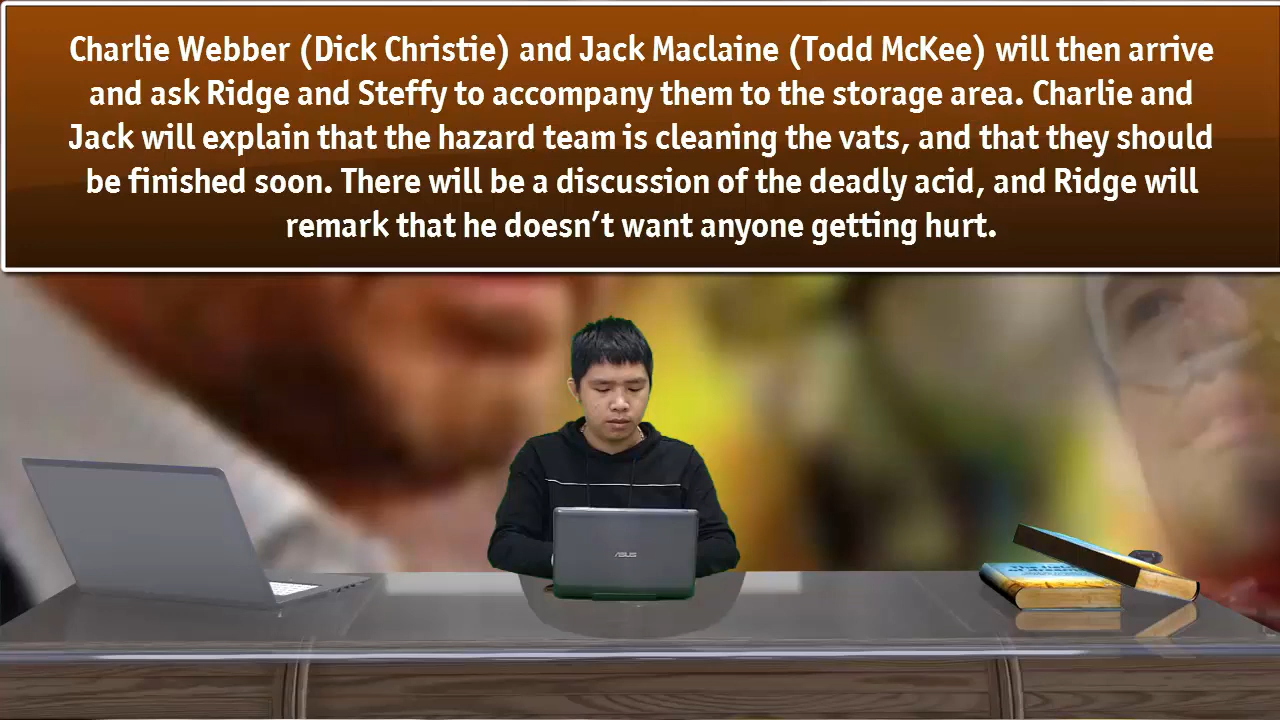 Charlie Webber (Dick Christie) and Jack Maclaine (Todd McKee) will then arrive
and ask Ridge and Steffy to accompany them to the storage area. Charlie and
Jack will explain that the hazard team is cleaning the vats, and that they should
be finished soon. There will be a discussion of the deadly acid, and Ridge will
remark that he doesn’t want anyone getting hurt.
ASUS